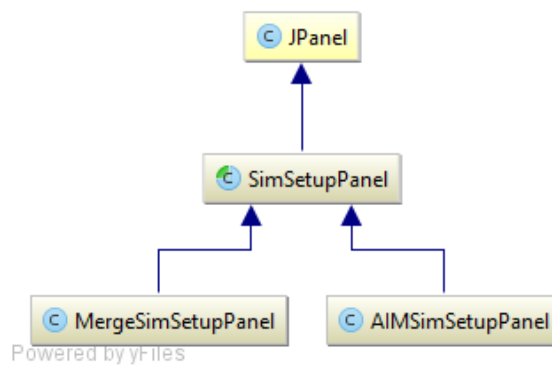 C JPanel
C SimSetupPanel
C MergeSimSetupPanel
C AIMSimSetupPanel
Powered by yFiles